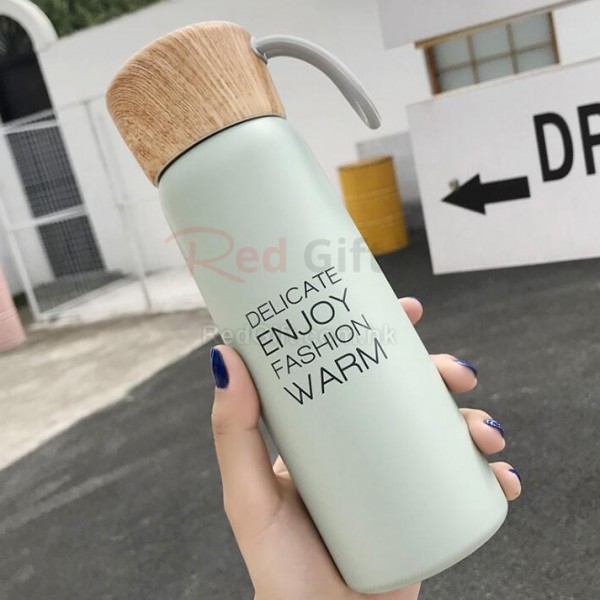 DR
Red Gift
DELICATE
ENJOY
FASHION
WARM